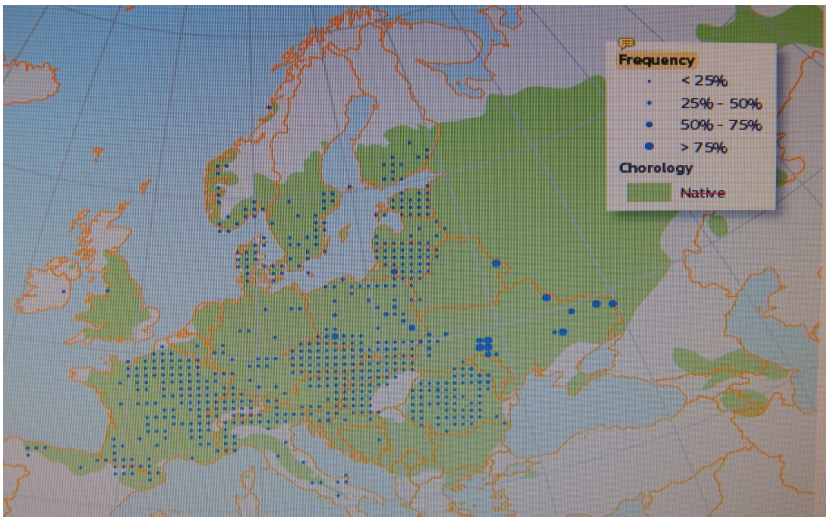 Frequency
< 25%
25% - 50%
50% - 75%
> 75%
Chorology
Native